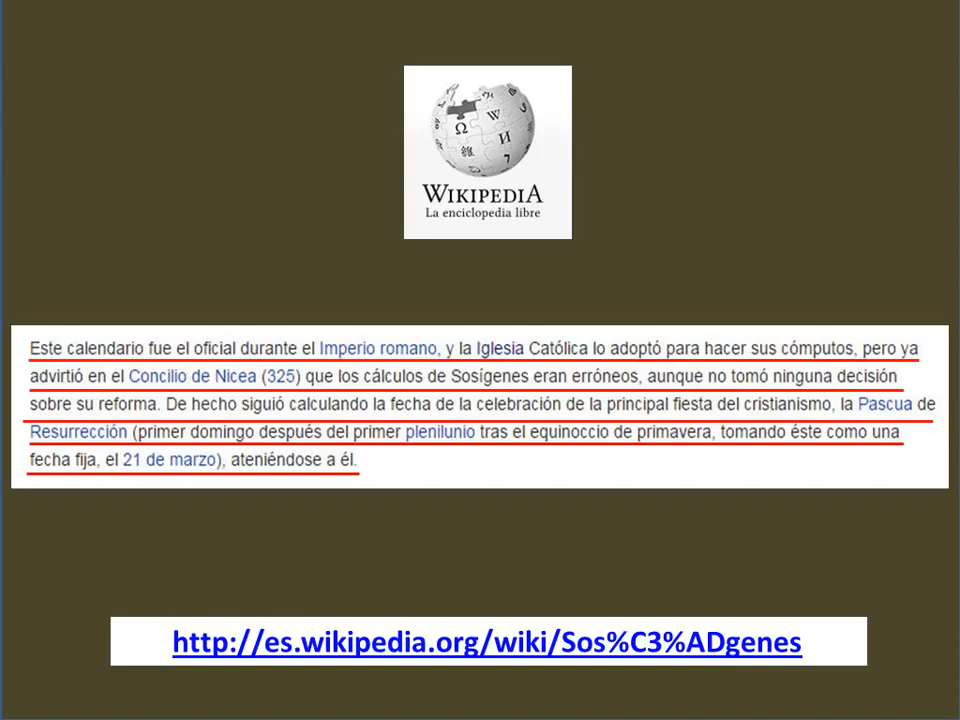 WIKIPEDIA
La enciclopedia libre
Este calendario fue el oficial durante el Imperio romano, y la Iglesia Católica lo adoptó para hacer sus cómputos, pero ya
advirtió en el Concilio de Nicea (325) que los cálculos de Sosígenes eran erróneos, aunque no tomó ninguna decisión
sobre su reforma. De hecho siguió calculando la fecha de la celebración de la principal fiesta del cristianismo, la Pascua de
Resurrección (primer domingo después del primer plenilunio tras el equinoccio de primavera, tomando éste como una
fecha fija, el 21 de marzo), ateniéndose a él.
http://es.wikipedia.org/wiki/Sos%C3%ADgenes